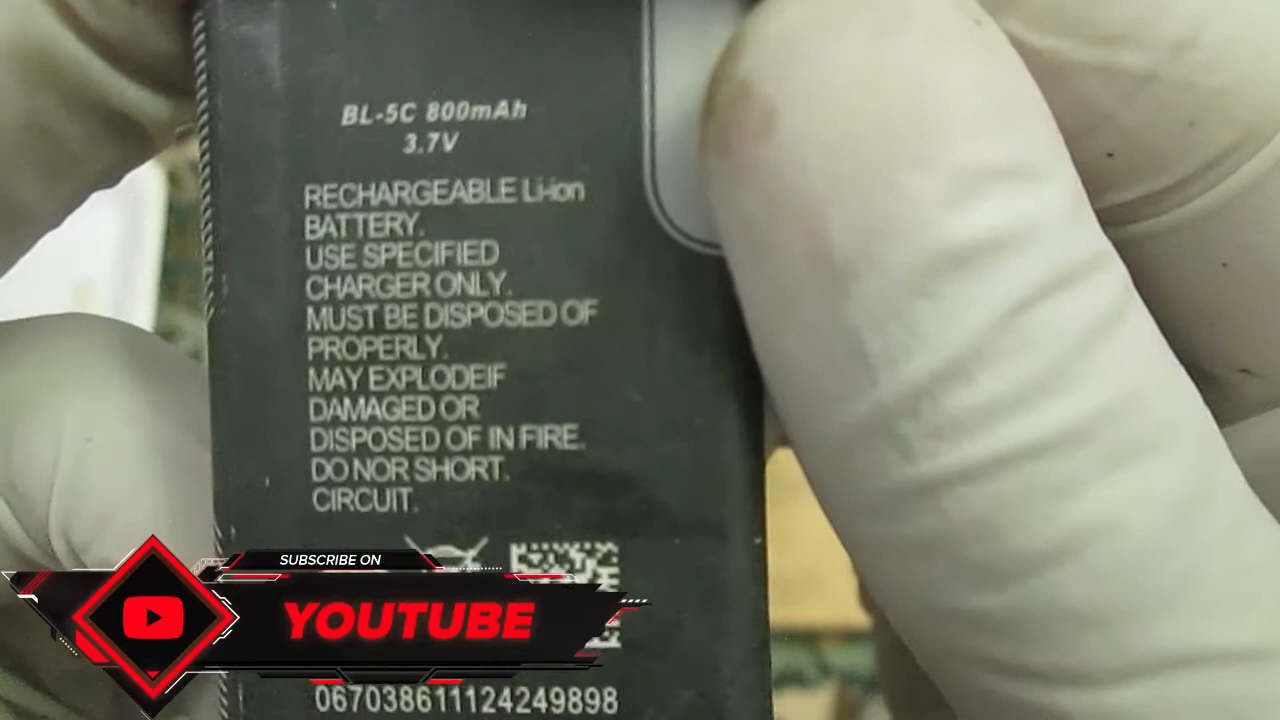 BL-5C 800mAh
3.7V
RECHARGEABLE Li-ion
BATTERY.
USE SPECIFIED
CHARGER ONLY.
MUST BE DISPOSED OF
PROPERLY.
MAY EXPLODEIF
DAMAGED OR
DISPOSED OF IN FIRE.
DO NOR SHORT.
CIRCUIT.
SUBSCRIBE ON
YOUTUBE
067038611124249898